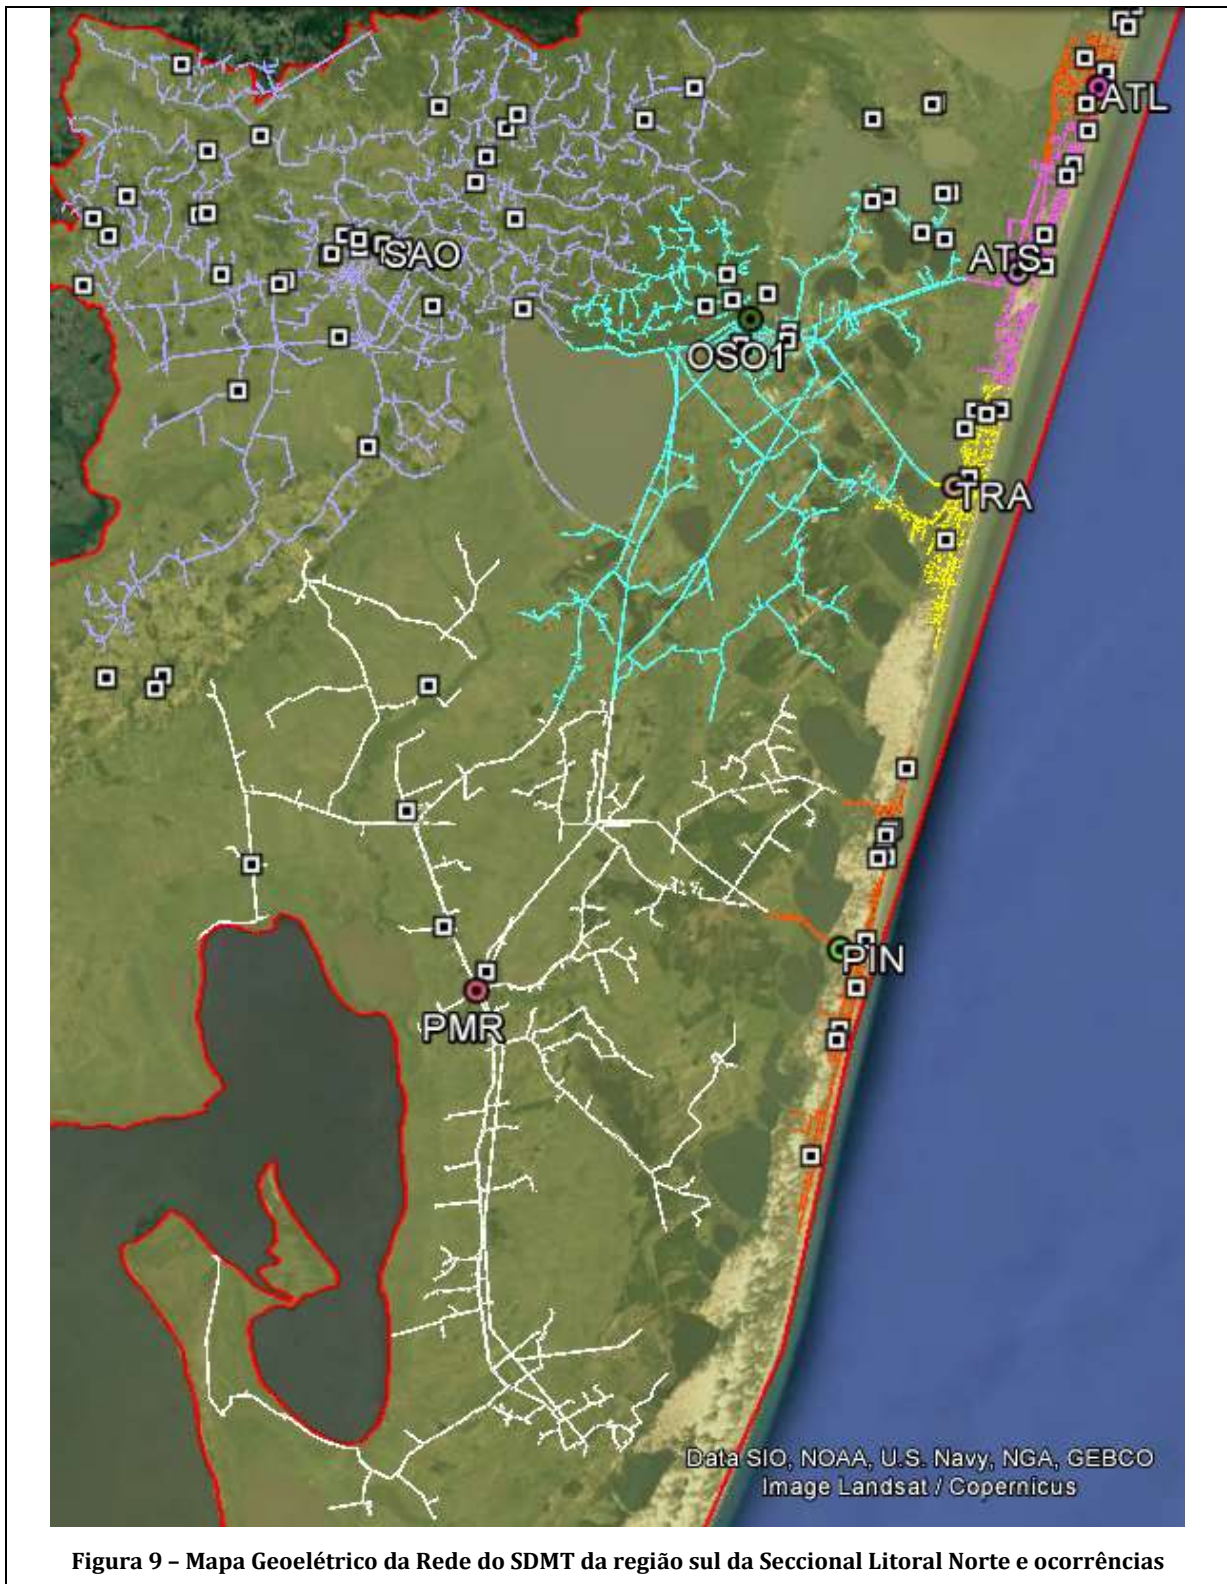 ATL
SAO
ATS
OSO1
TRA
PIN
PMR
Data SIO, NOAA, U.S. Navy, NGA, GEBCO
Image Landsat / Copernicus
Figura 9 – Mapa Geoelétrico da Rede do SDMT da região sul da Seccional Litoral Norte e ocorrências